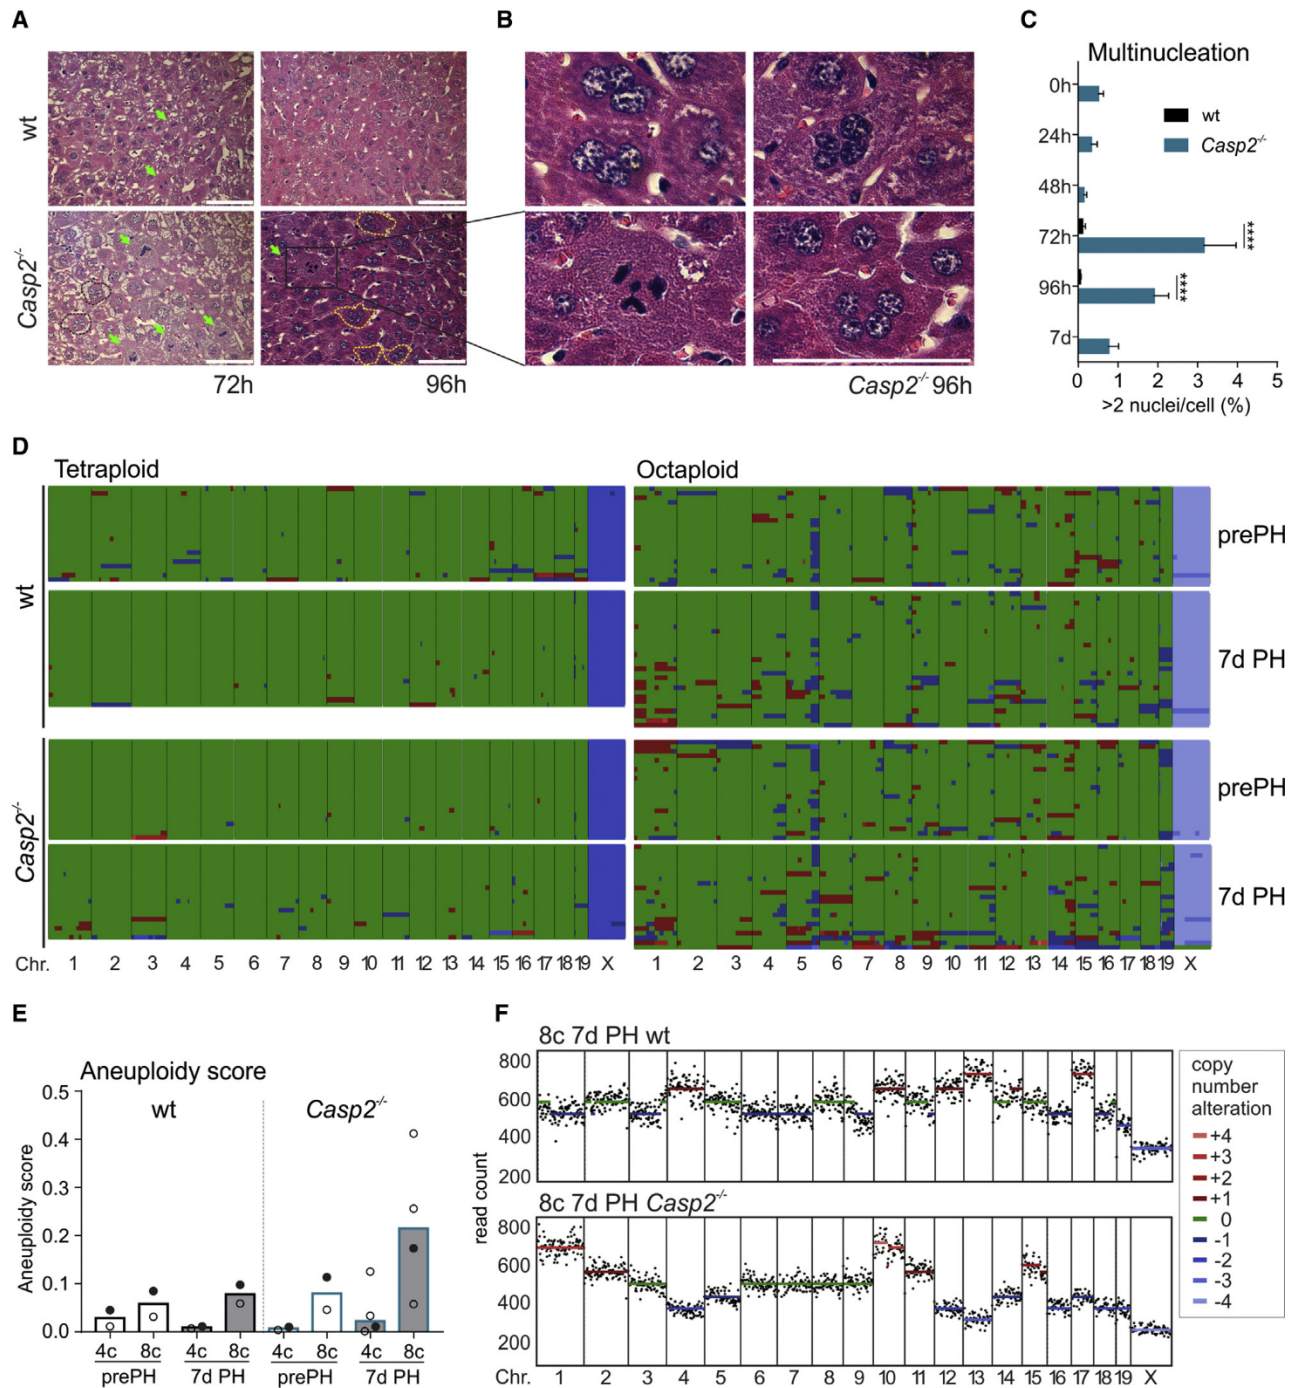 A
B
C
wt
Casp2-/-
72h
96h
Casp2-/- 96h
Multinucleation
wt
Casp2-/-
0h
24h
48h
72h
****
96h
****
7d
0 1 2 3 4 5
>2 nuclei/cell (%)
D
Tetraploid
Octaploid
wt
prePH
7d PH
Casp2-/-
prePH
7d PH
Chr. 1 2 3 4 5 6 7 8 9 10 11 12 13 14 15 16 17 18 19 X
1 2 3 4 5 6 7 8 9 10 11 12 13 14 15 16 17 18 19 X
E
Aneuploidy score
wt
Casp2-/-
Aneuploidy score
0.5
0.4
0.3
0.2
0.1
0.0
4c 8c 4c 8c 4c 8c 4c 8c
prePH 7d PH prePH 7d PH
F
8c 7d PH wt
800
600
400
200
read count
8c 7d PH Casp2-/-
800
600
400
200
Chr. 1 2 3 4 5 6 7 8 9 10 11 12 13 14 15 16 17 18 19 X
copy
number
alteration
+4
+3
+2
+1
0
-1
-2
-3
-4